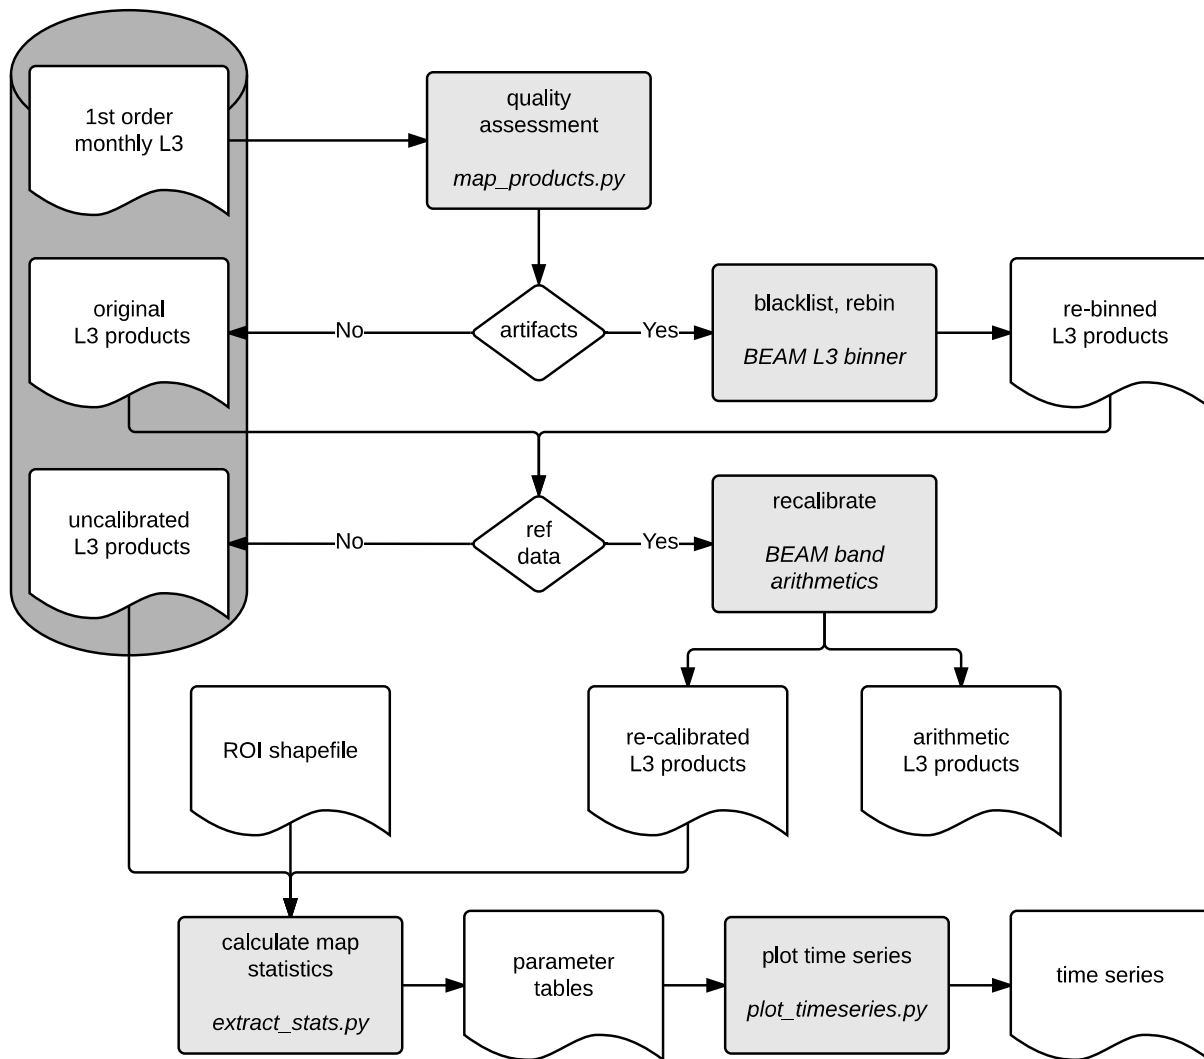 1st order
monthly L3
quality
assessment
map_products.py
original
L3 products
No
artifacts
Yes
blacklist, rebin
BEAM L3 binner
re-binned
L3 products
uncalibrated
L3 products
No
ref
data
Yes
recalibrate
BEAM band
arithmetics
ROI shapefile
re-calibrated
L3 products
arithmetic
L3 products
calculate map
statistics
extract_stats.py
parameter
tables
plot time series
plot_timeseries.py
time series